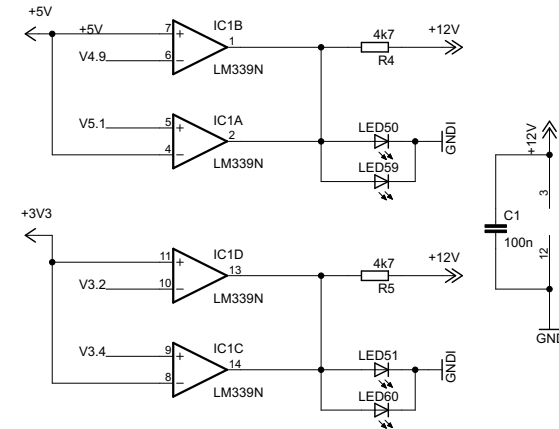 +5V
+5V
7
+
IC1B
1
V4.9
6
−
LM339N
4k7
R4
+12V
V5.1
5
+
IC1A
2
4
−
LM339N
LED50
LED59
GNDI
+3V3
11
+
IC1D
13
V3.2
10
−
LM339N
4k7
R5
+12V
V3.4
9
+
IC1C
14
8
−
LM339N
LED51
LED60
GNDI
+12V
3
C1
100n
12
GND